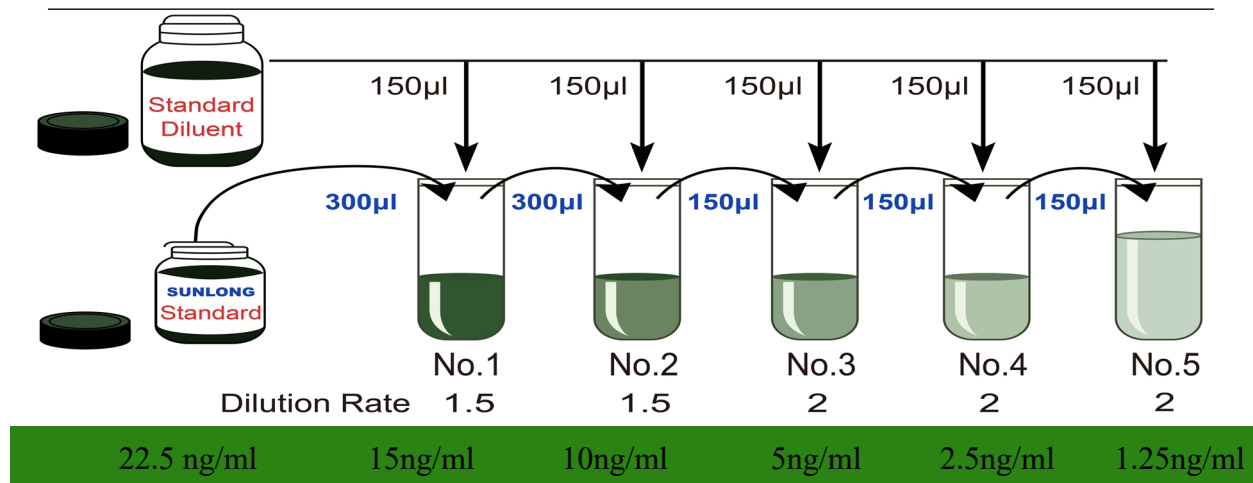 150µl 150µl 150µl 150µl 150µl
Standard
Diluent
300µl 300µl 150µl 150µl 150µl
SUNLONG
Standard
No.1 No.2 No.3 No.4 No.5
Dilution Rate 1.5 1.5 2 2 2
22.5 ng/ml 15ng/ml 10ng/ml 5ng/ml 2.5ng/ml 1.25ng/ml